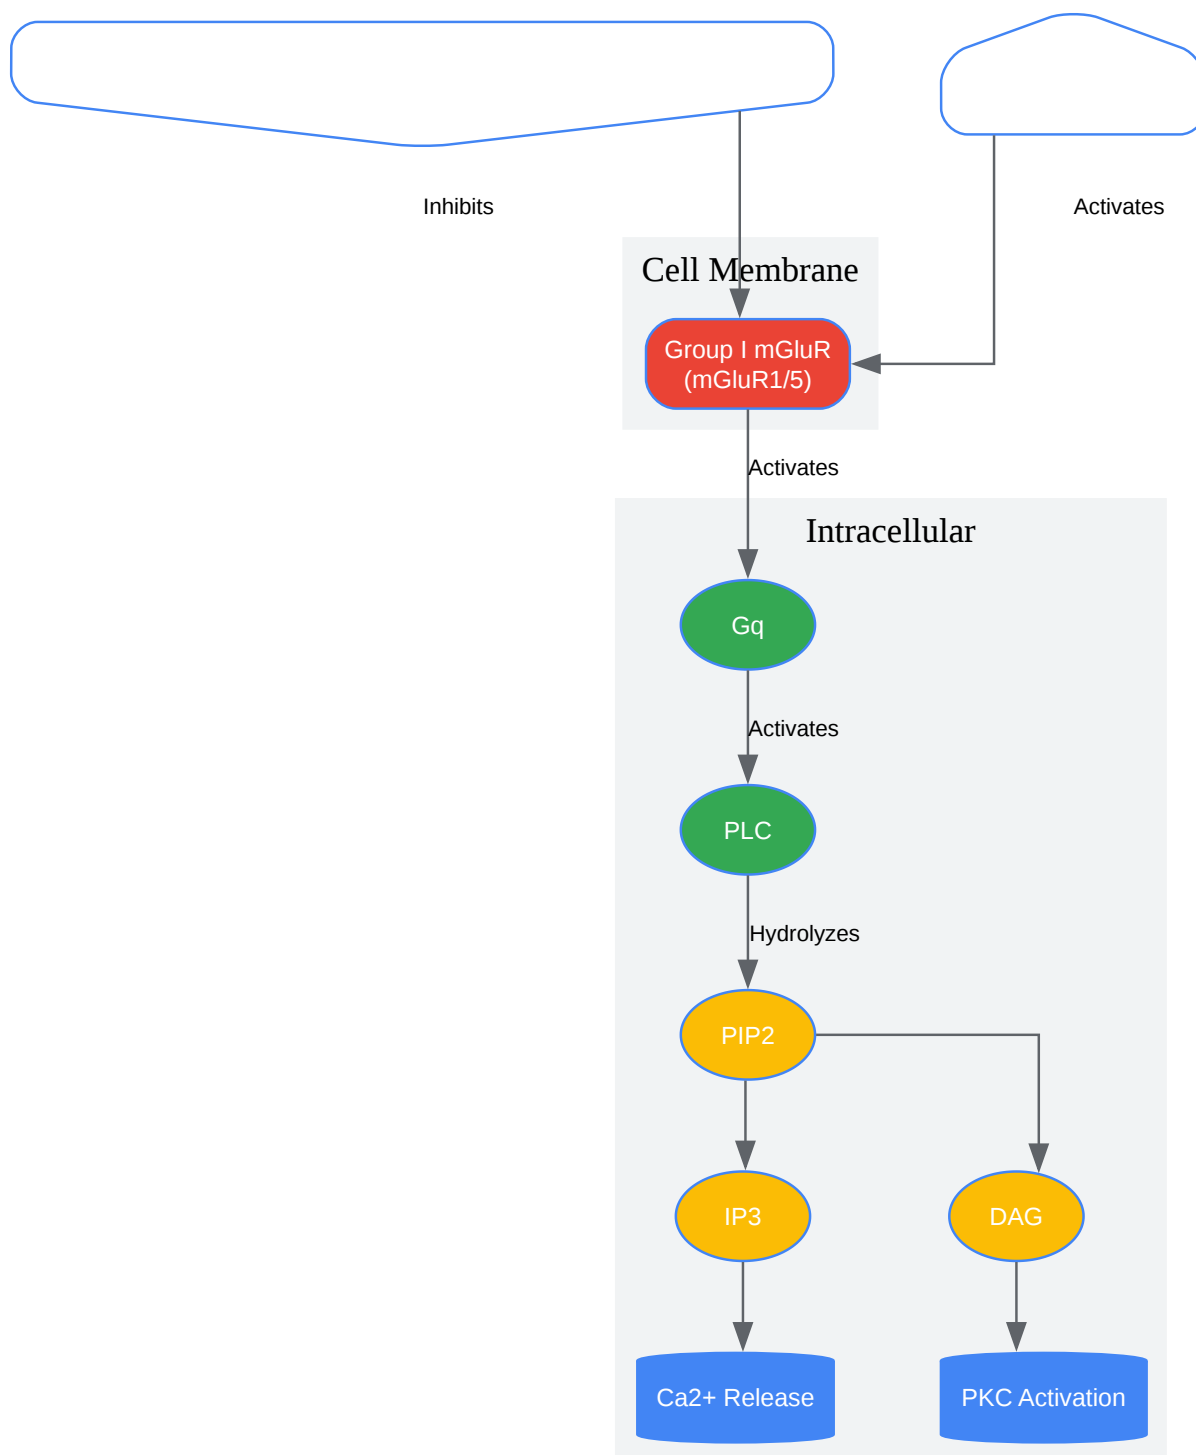 Inhibits
Activates
Cell Membrane
Group I mGluR
(mGluR1/5)
Activates
Intracellular
Gq
Activates
PLC
Hydrolyzes
PIP2
IP3
DAG
Ca2+ Release
PKC Activation